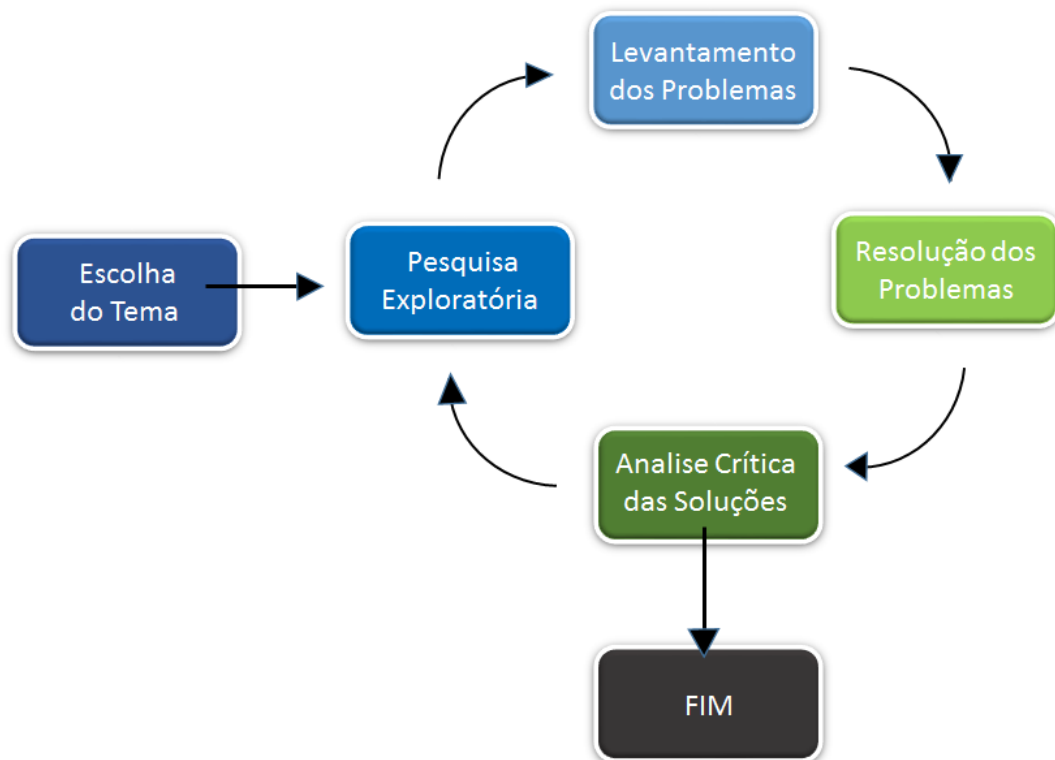 Levantamento
dos Problemas
Escolha
do Tema
Pesquisa
Exploratória
Resolução dos
Problemas
Analise Crítica
das Soluções
FIM